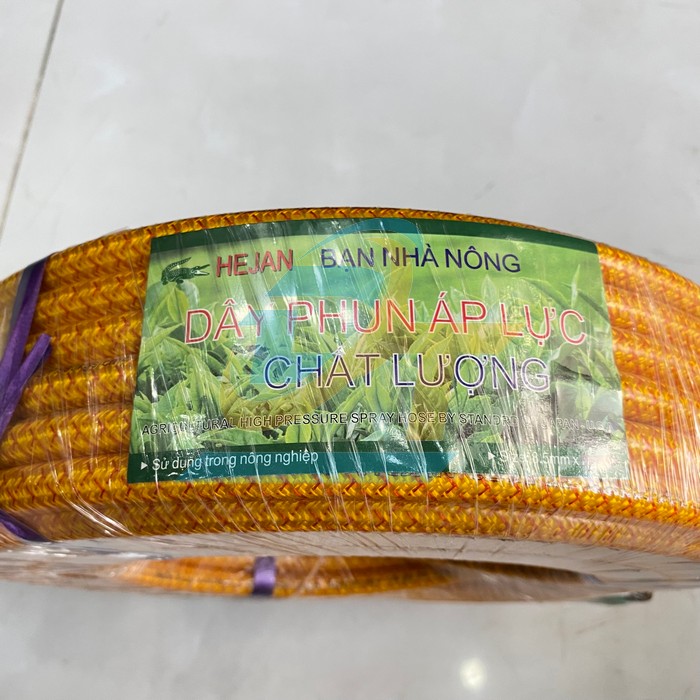 HEJAN BẠN NHÀ NÔNG
DÂY PHUN ÁP LỰC
CHẤT LƯỢNG
AGRICULTURAL HIGH PRESSURE SPRAY HOSE BY
▶ Sử dụng trong nông nghiệp